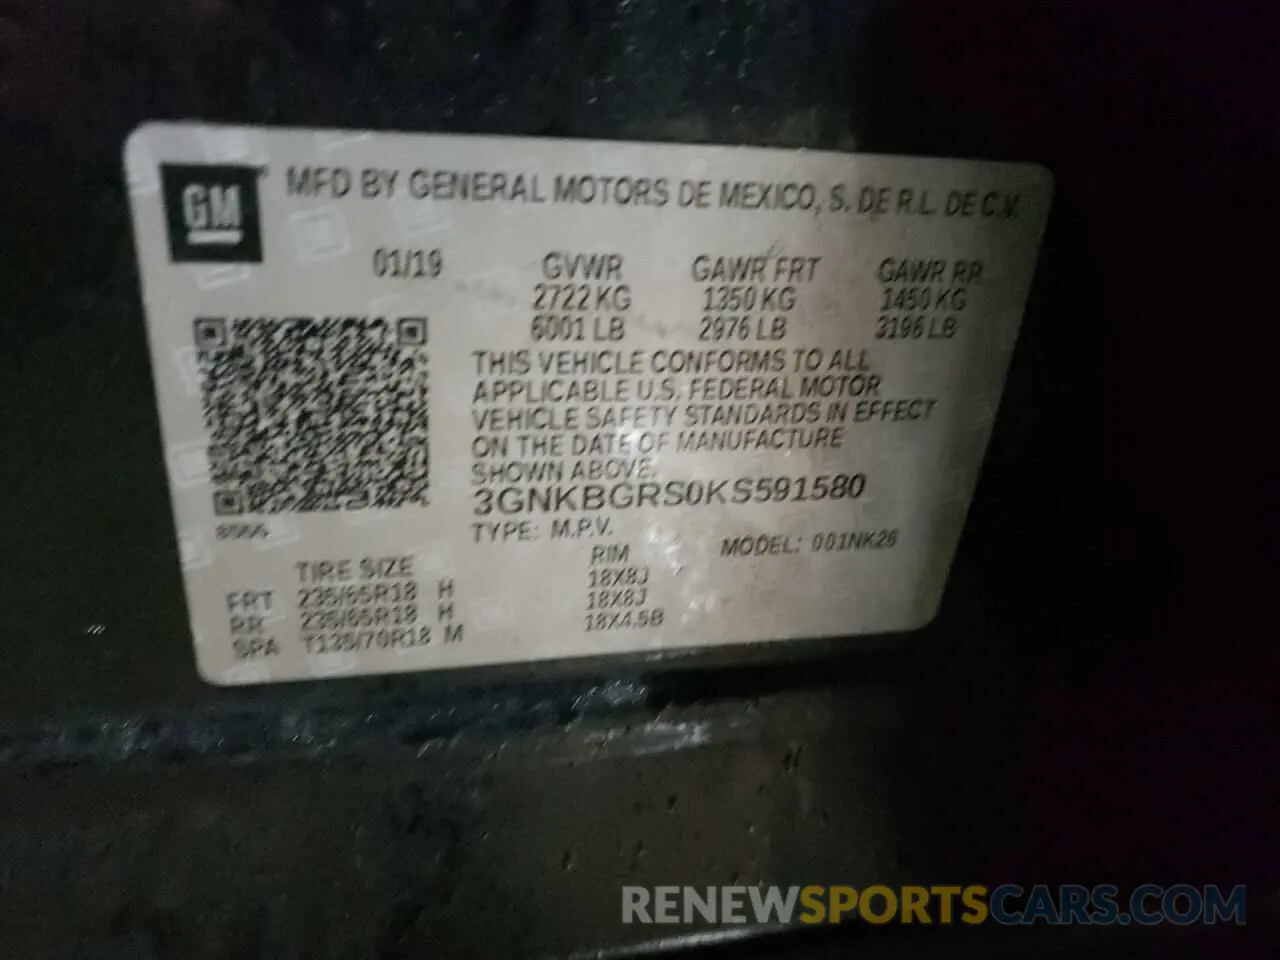 GM MFD BY GENERAL MOTORS DE MEXICO, S. DE R.L. DE C.V.
01/19 GVWR GAWR FRT GAWR RR
2722 KG 1350 KG 1450 KG
6001 LB 2976 LB 3196 LB
THIS VEHICLE CONFORMS TO ALL
APPLICABLE U.S. FEDERAL MOTOR
VEHICLE SAFETY STANDARDS IN EFFECT
ON THE DATE OF MANUFACTURE
SHOWN ABOVE.
3GNKBGRS0KS591580
TYPE: M.P.V. MODEL: 001NK26
TIRE SIZE RIM
FRT 235/65R18 H 18X8J
RR 235/65R18 H 18X8J
SPA T135/70R18 M 18X4.5B
RENEWSPORTSCARS.COM